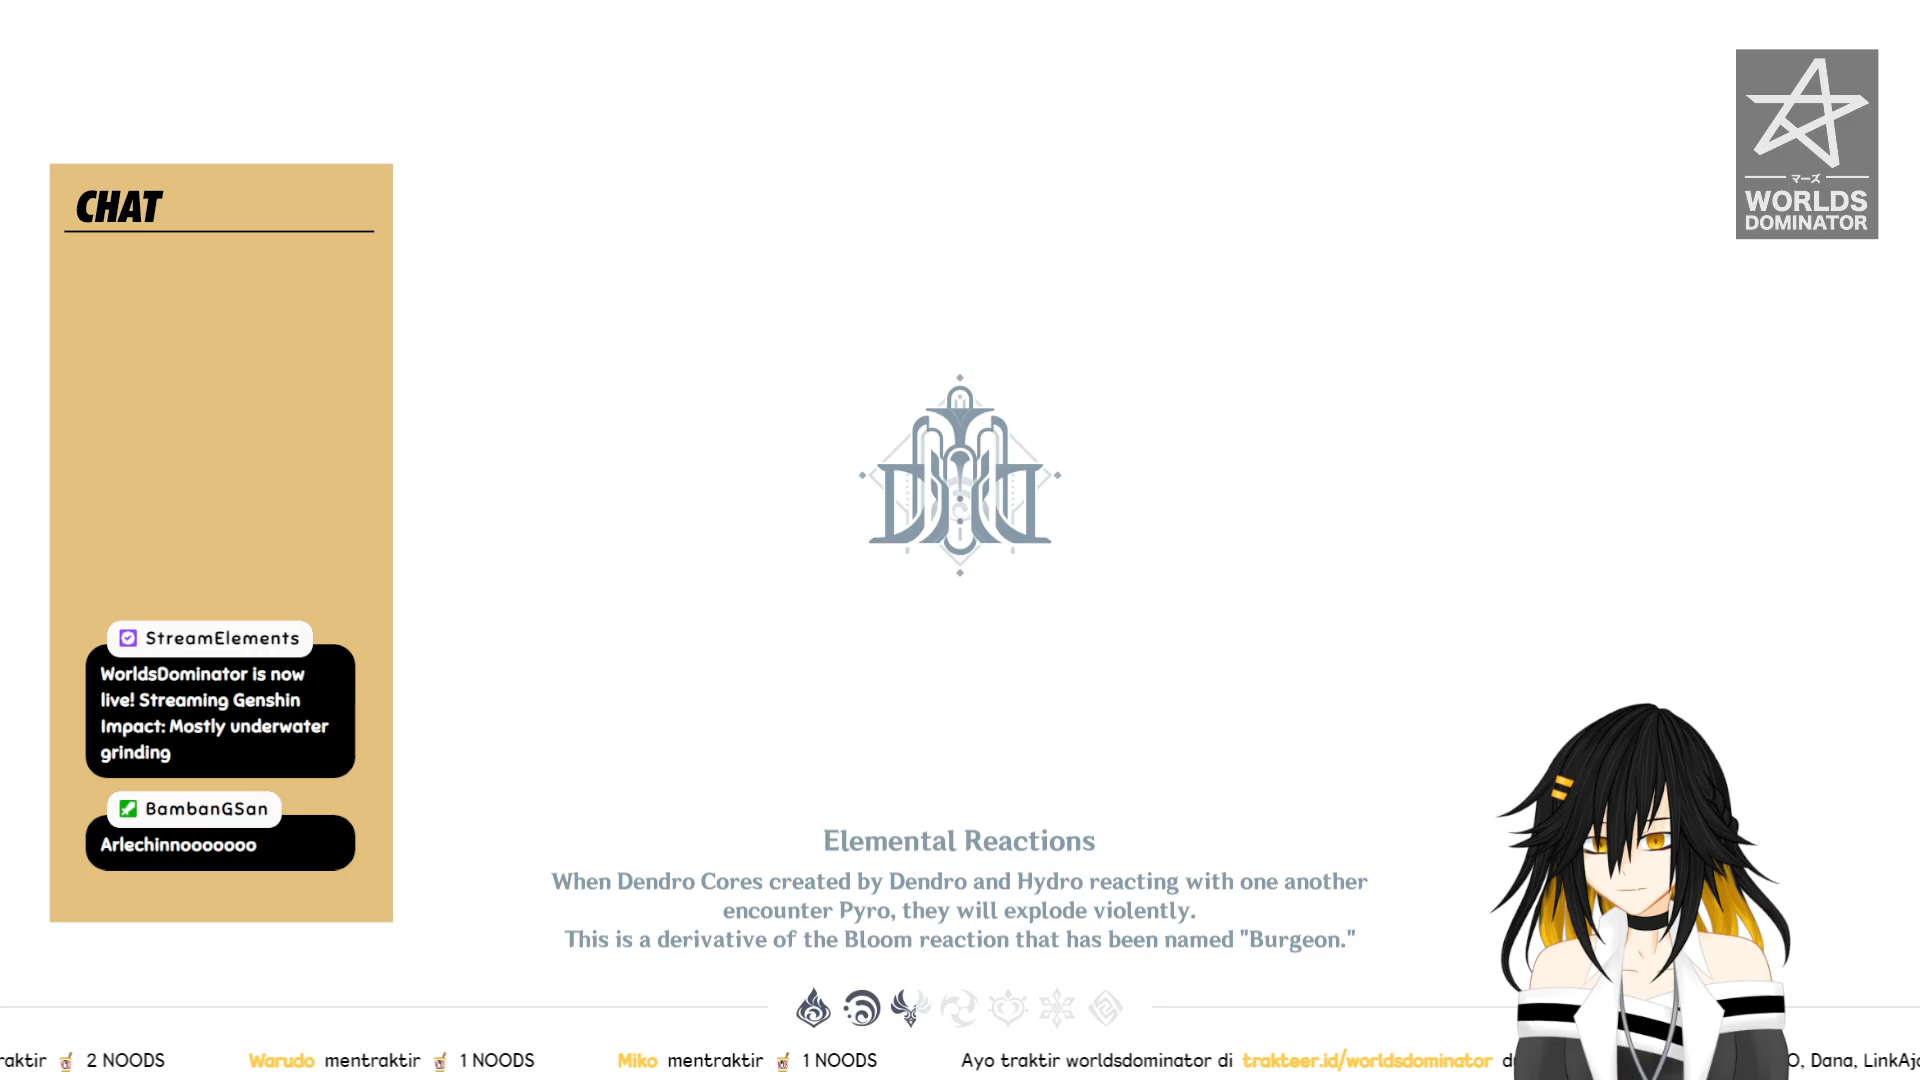 マーズ
WORLDS
DOMINATOR
CHAT
StreamElements
WorldsDominator is now
live! Streaming Genshin
Impact: Mostly underwater
grinding
BambanGSan
Arlechinnooooooo
Elemental Reactions
When Dendro Cores created by Dendro and Hydro reacting with one another
encounter Pyro, they will explode violently.
This is a derivative of the Bloom reaction that has been named "Burgeon."
raktir 2 NOODS Warudo mentraktir 1 NOODS Miko mentraktir 1 NOODS Ayo traktir worldsdominator di trakteer.id/worldsdominator O, Dana, LinkAja